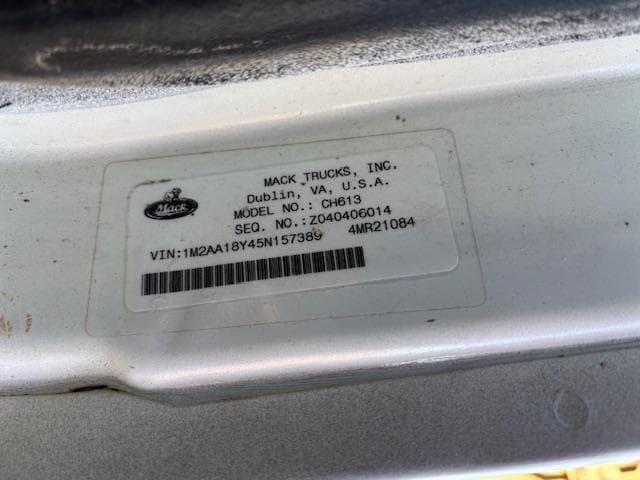 MACK TRUCKS, INC.
Dublin, VA, U.S.A.
MODEL NO.: CH613
SEQ. NO.:Z040406014
Mack
VIN:1M2AA18Y45N157389 4MR21084